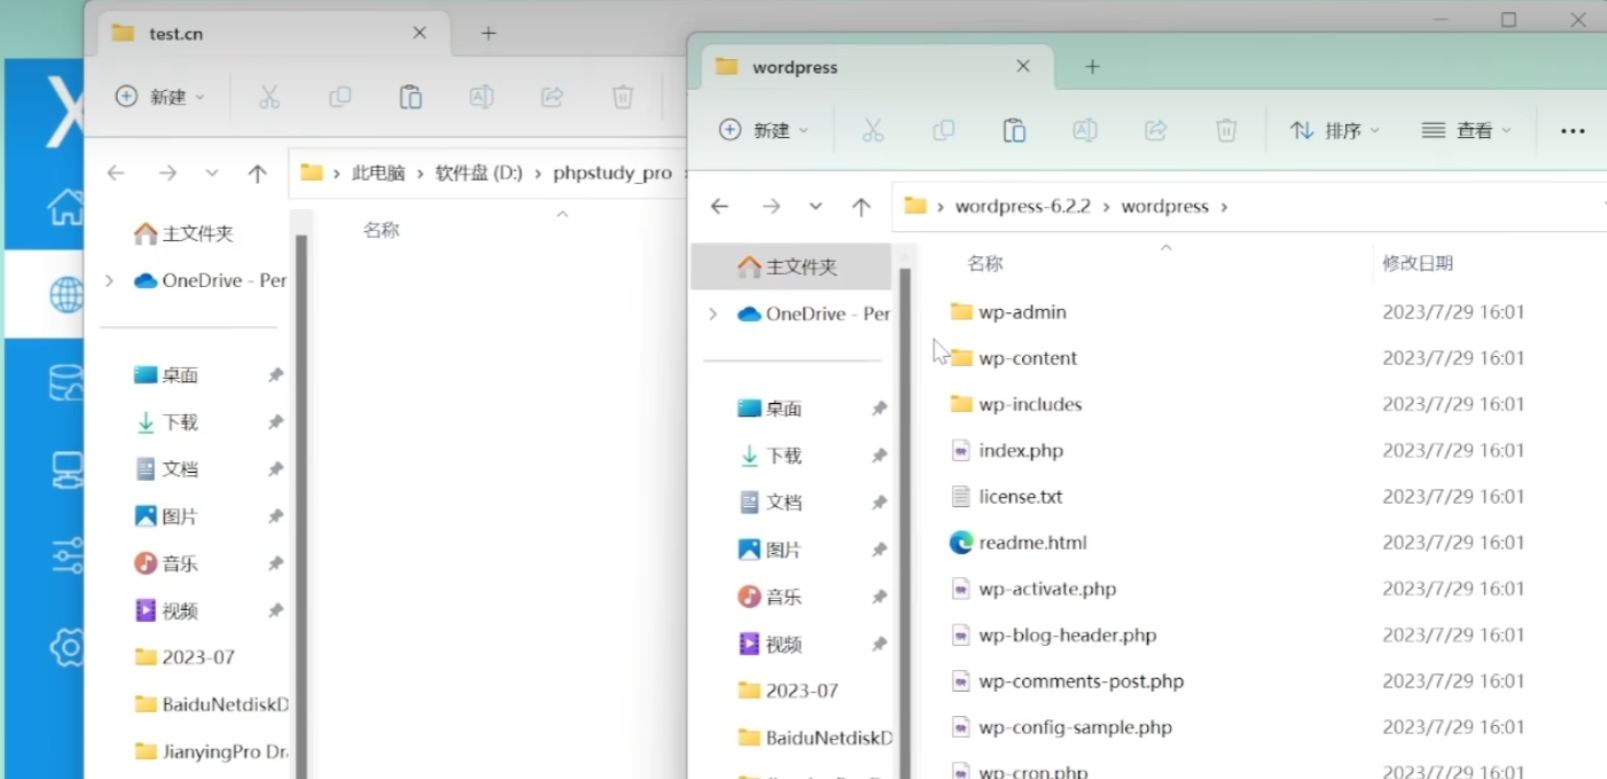 test.cn
新建
此电脑 › 软件盘 (D:) › phpstudy_pro
主文件夹
名称
OneDrive - Per
桌面
下载
文档
图片
音乐
视频
2023-07
BaiduNetdiskD
JianyingPro Dra
wordpress
新建 排序 查看
wordpress-6.2.2 › wordpress ›
主文件夹
OneDrive - Per
桌面
下载
文档
图片
音乐
视频
2023-07
BaiduNetdiskD
名称 修改日期
wp-admin 2023/7/29 16:01
wp-content 2023/7/29 16:01
wp-includes 2023/7/29 16:01
index.php 2023/7/29 16:01
license.txt 2023/7/29 16:01
readme.html 2023/7/29 16:01
wp-activate.php 2023/7/29 16:01
wp-blog-header.php 2023/7/29 16:01
wp-comments-post.php 2023/7/29 16:01
wp-config-sample.php 2023/7/29 16:01
wp-cron.php 2023/7/29 16:01